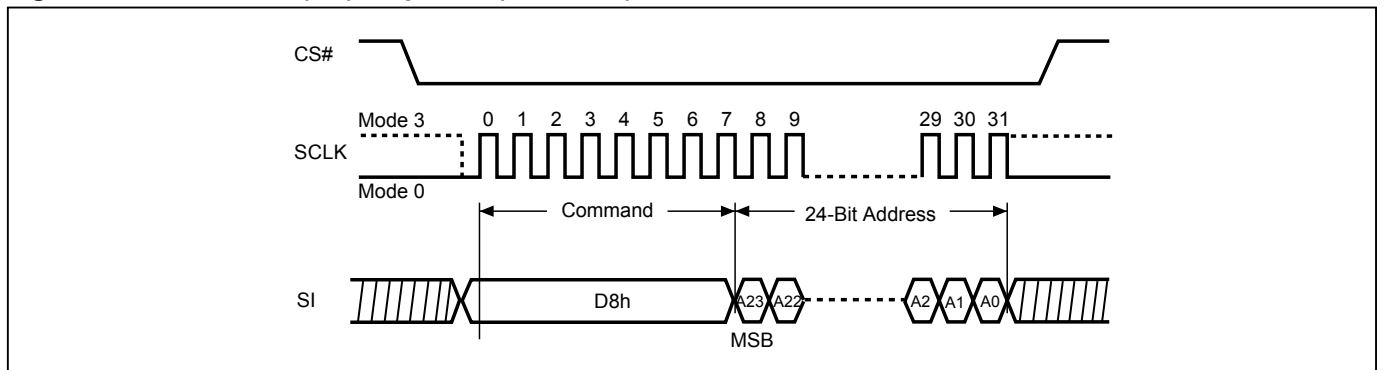 CS#
Mode 3
0 1 2 3 4 5 6 7 8 9 29 30 31
SCLK
Mode 0
Command
24-Bit Address
SI
D8h
A23 A22 A2 A1 A0
MSB